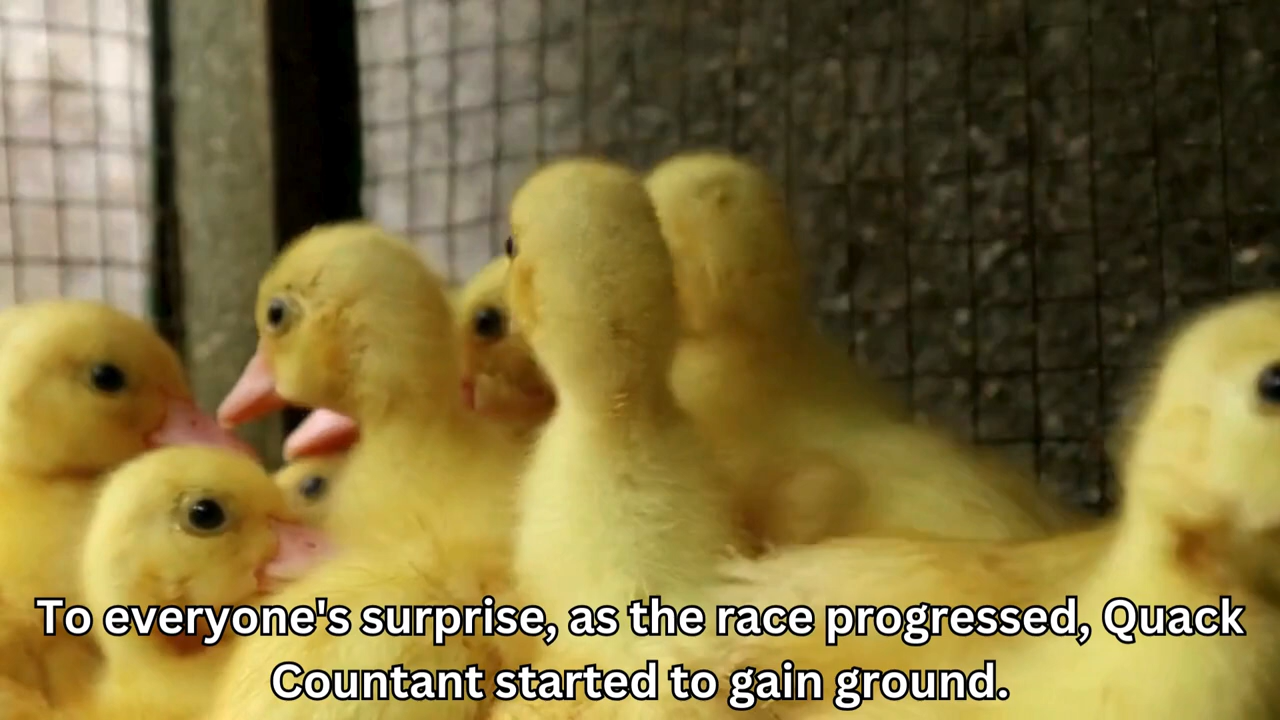 To everyone's surprise, as the race progressed, Quack
Countant started to gain ground.